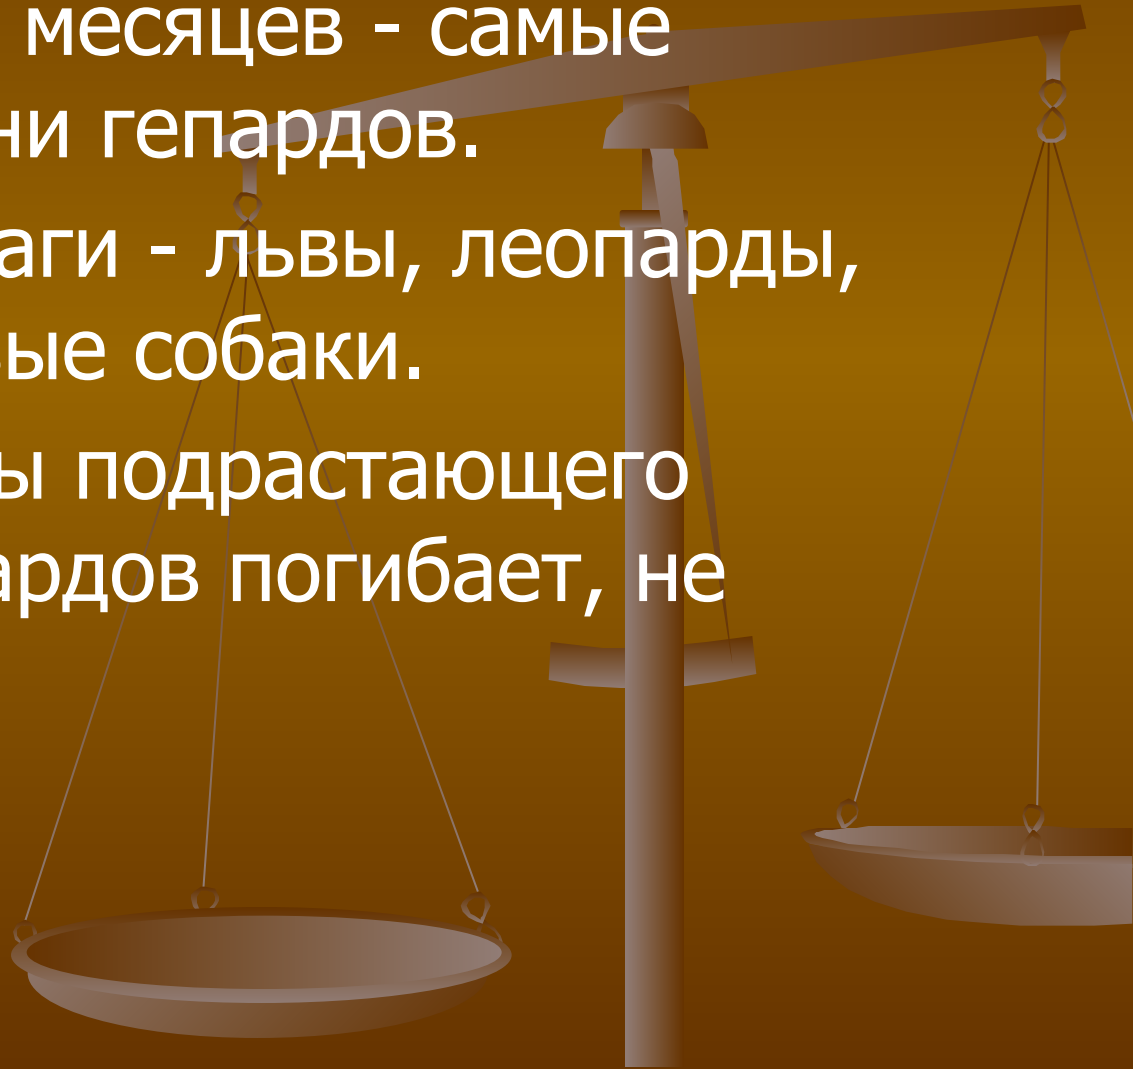 месяцев - самые
ни гепардов.
аги - львы, леопарды,
ые собаки.
ы подрастающего
ардов погибает, не